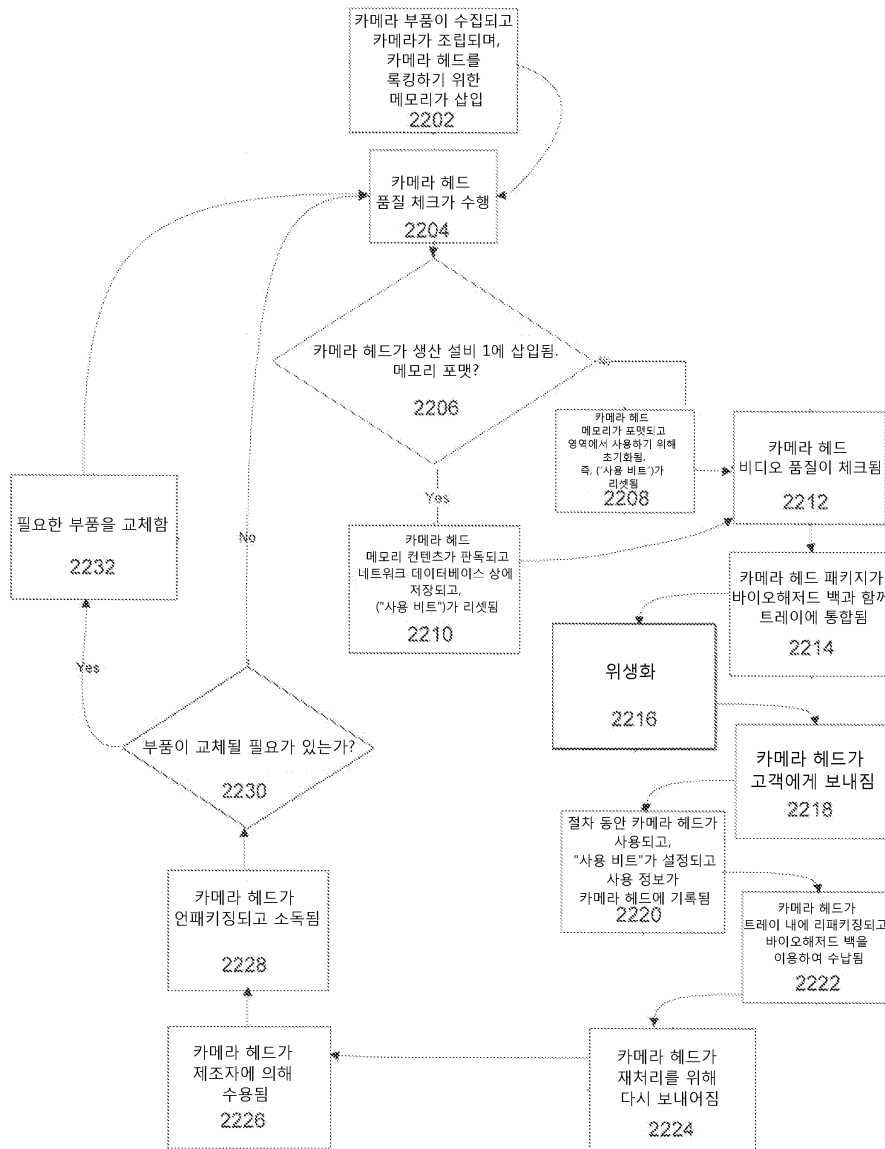 카메라 부품이 수집되고
카메라가 조립되며,
카메라 헤드를
록킹하기 위한
메모리가 삽입
2202
카메라 헤드
품질 체크가 수행
2204
카메라 헤드가 생산 설비 1에 삽입됨.
메모리 포맷?
2206
Yes
카메라 헤드
메모리가 포맷되고
영역에서 사용하기 위해
초기화됨.
즉, ('사용 비트')가
리셋됨
2208
카메라 헤드
메모리 컨텐츠가 판독되고
네트워크 데이터베이스 상에
저장되고,
("사용 비트")가 리셋됨
2210
카메라 헤드
비디오 품질이 체크됨
2212
카메라 헤드 패키지가
바이오해저드 백과 함께
트레이에 통합됨
2214
위생화
2216
카메라 헤드가
고객에게 보내짐
2218
절차 동안 카메라 헤드가
사용되고,
"사용 비트"가 설정되고
사용 정보가
카메라 헤드에 기록됨
2220
카메라 헤드가
트레이 내에 리패키징되고
바이오해저드 백을
이용하여 수납됨
2222
카메라 헤드가
재처리를 위해
다시 보내어짐
2224
카메라 헤드가
제조자에 의해
수용됨
2226
카메라 헤드가
언패키징되고 소독됨
2228
부품이 교체될 필요가 있는가?
2230
Yes
No
필요한 부품을 교체함
2232